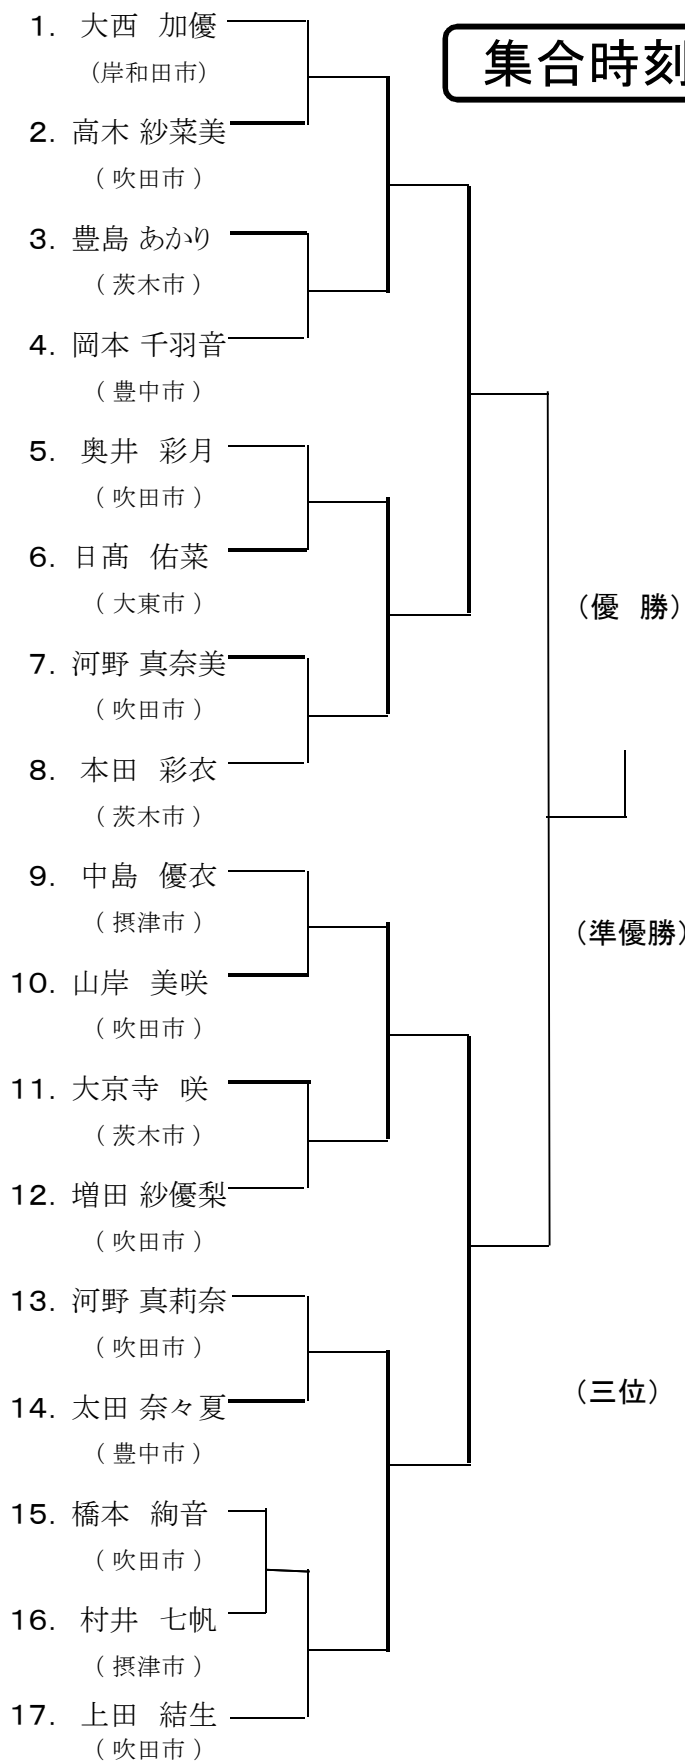 集合時刻
1. 大西 加優
(岸和田市)
2. 高木 紗菜美
( 吹田市 )
3. 豊島 あかり
( 茨木市 )
4. 岡本 千羽音
( 豊中市 )
5. 奥井 彩月
( 吹田市 )
6. 日髙 佑菜
( 大東市 )
(優 勝)
7. 河野 真奈美
( 吹田市 )
8. 本田 彩衣
( 茨木市 )
9. 中島 優衣
( 摂津市 )
(準優勝)
10. 山岸 美咲
( 吹田市 )
11. 大京寺 咲
( 茨木市 )
12. 増田 紗優梨
( 吹田市 )
13. 河野 真莉奈
( 吹田市 )
(三位)
14. 太田 奈々夏
( 豊中市 )
15. 橋本 絢音
( 吹田市 )
16. 村井 七帆
( 摂津市 )
17. 上田 結生
( 吹田市 )